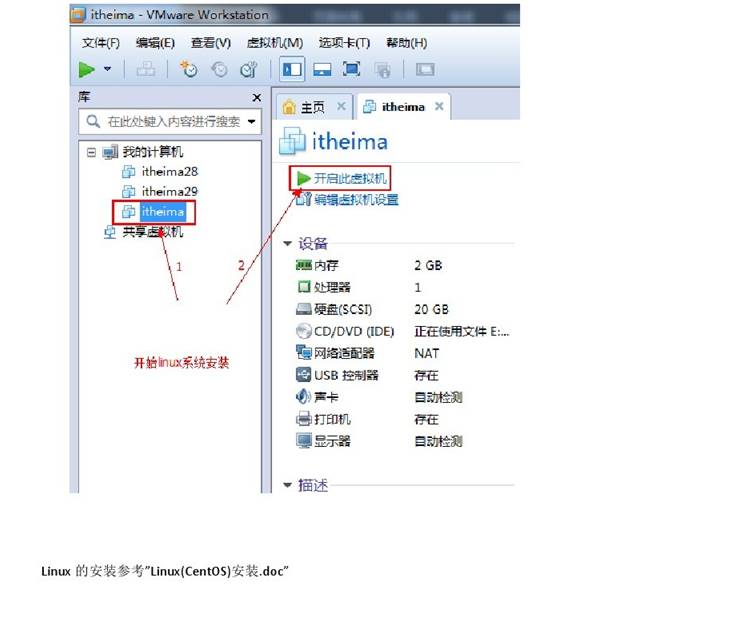 itheima - VMware Workstation
文件(F) 编辑(E) 查看(V) 虚拟机(M) 选项卡(T) 帮助(H)
库
在此处键入内容进行搜索
我的计算机
itheima28
itheima29
itheima
共享虚拟机
1
2
开始linux系统安装
主页
itheima
itheima
开启此虚拟机
编辑虚拟机设置
设备
内存 2 GB
处理器 1
硬盘(SCSI) 20 GB
CD/DVD (IDE) 正在使用文件 E:...
网络适配器 NAT
USB 控制器 存在
声卡 自动检测
打印机 存在
显示器 自动检测
描述
Linux 的安装参考”Linux(CentOS)安装.doc”